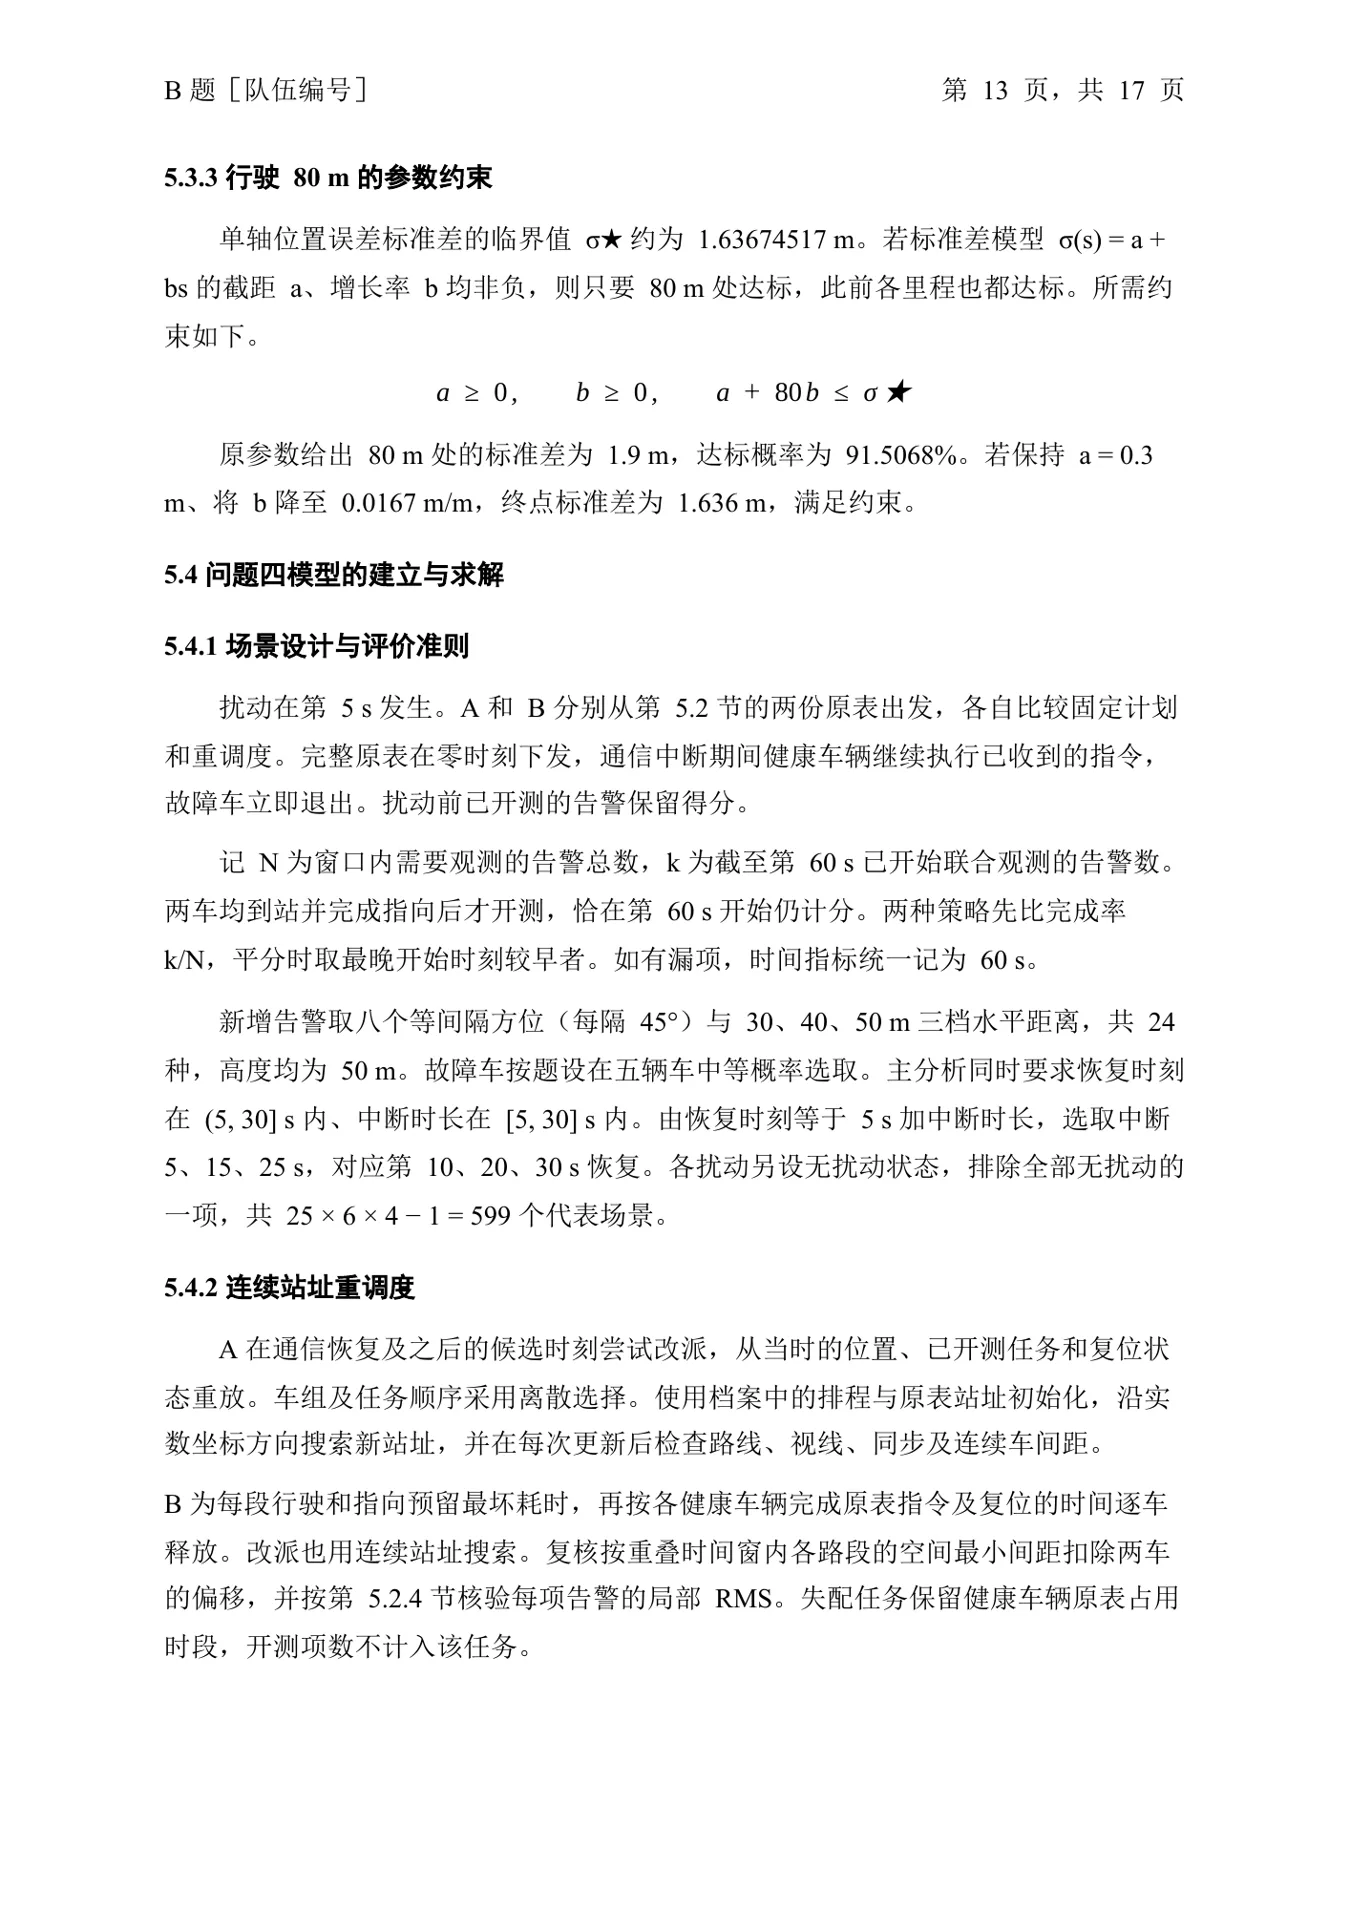 B 题［队伍编号］
第 13 页，共 17 页
5.3.3 行驶 80 m 的参数约束
单轴位置误差标准差的临界值 σ★ 约为 1.63674517 m。若标准差模型 σ(s) = a +
bs 的截距 a、增长率 b 均非负，则只要 80 m 处达标，此前各里程也都达标。所需约
束如下。
a ≥ 0, b ≥ 0, a + 80b ≤ σ★
原参数给出 80 m 处的标准差为 1.9 m，达标概率为 91.5068%。若保持 a = 0.3
m、将 b 降至 0.0167 m/m，终点标准差为 1.636 m，满足约束。
5.4 问题四模型的建立与求解
5.4.1 场景设计与评价准则
扰动在第 5 s 发生。A 和 B 分别从第 5.2 节的两份原表出发，各自比较固定计划
和重调度。完整原表在零时刻下发，通信中断期间健康车辆继续执行已收到的指令，
故障车立即退出。扰动前已开测的告警保留得分。
记 N 为窗口内需要观测的告警总数，k 为截至第 60 s 已开始联合观测的告警数。
两车均到站并完成指向后才开测，恰在第 60 s 开始仍计分。两种策略先比完成率
k/N，平分时取最晚开始时刻较早者。如有漏项，时间指标统一记为 60 s。
新增告警取八个等间隔方位（每隔 45°）与 30、40、50 m 三档水平距离，共 24
种，高度均为 50 m。故障车按题设在五辆车中等概率选取。主分析同时要求恢复时刻
在 (5, 30] s 内、中断时长在 [5, 30] s 内。由恢复时刻等于 5 s 加中断时长，选取中断
5、15、25 s，对应第 10、20、30 s 恢复。各扰动另设无扰动状态，排除全部无扰动的
一项，共 25 × 6 × 4 − 1 = 599 个代表场景。
5.4.2 连续站址重调度
A 在通信恢复及之后的候选时刻尝试改派，从当时的位置、已开测任务和复位状
态重放。车组及任务顺序采用离散选择。使用档案中的排程与原表站址初始化，沿实
数坐标方向搜索新站址，并在每次更新后检查路线、视线、同步及连续车间距。
B 为每段行驶和指向预留最坏耗时，再按各健康车辆完成原表指令及复位的时间逐车
释放。改派也用连续站址搜索。复核按重叠时间窗内各路段的空间最小间距扣除两车
的偏移，并按第 5.2.4 节核验每项告警的局部 RMS。失配任务保留健康车辆原表占用
时段，开测项数不计入该任务。